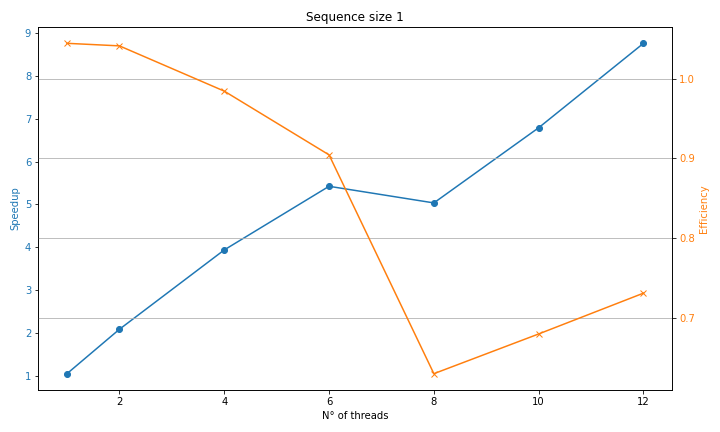 Sequence size 1
9
8
7
6
5
4
3
2
1
Speedup
1.0
0.9
0.8
0.7
Efficiency
2 4 6 8 10 12
N° of threads